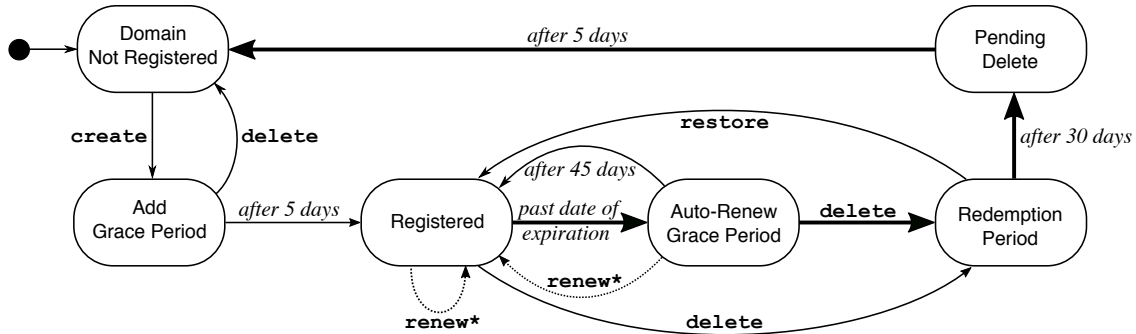 Domain
Not Registered
after 5 days
Pending
Delete
create
delete
restore
after 30 days
after 45 days
Add
Grace Period
after 5 days
Registered
past date of
expiration
Auto-Renew
Grace Period
delete
Redemption
Period
renew*
renew*
delete